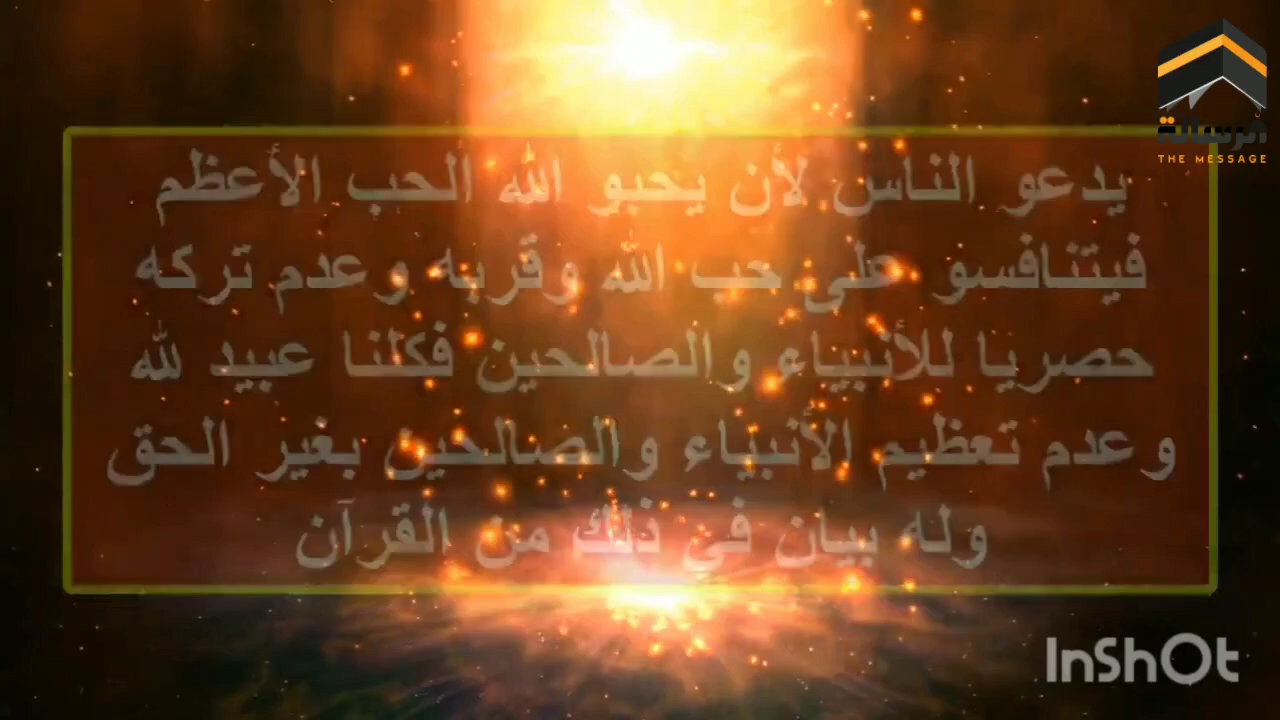 الرسالة
THE MESSAGE
يدعو الناس لأن يحبو الله الحب الأعظم
فيتنافسو على حب الله وقربه وعدم تركه
حصريا للأنبياء والصالحين فكلنا عبيد لله
وعدم تعظيم الأنبياء والصالحين بغير الحق
وله بيان في ذلك من القرآن
InShOt